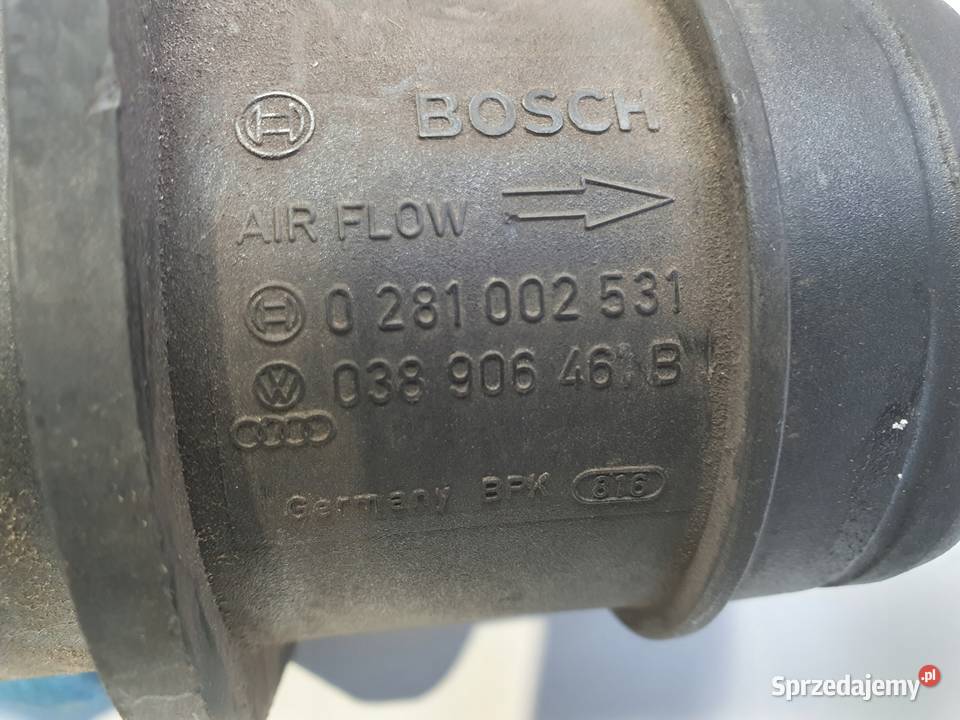 BOSCH
AIR FLOW
0 281 002 531
038 906 461 B
Germany BPK 816
Sprzedajemy.pl